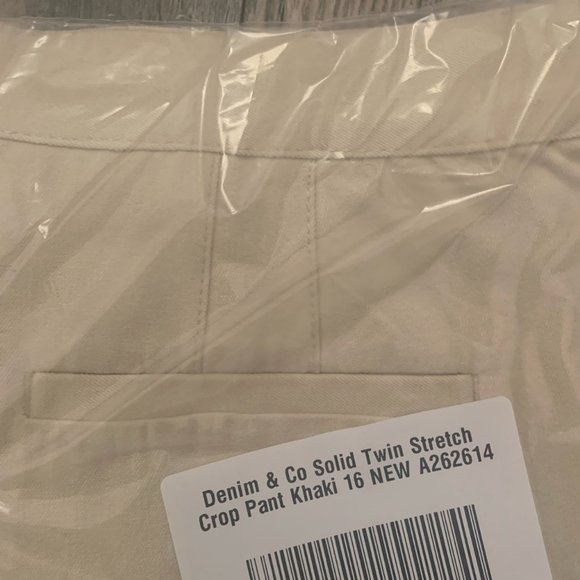 Denim & Co Solid Twin Stretch
Crop Pant Khaki 16 NEW A262614